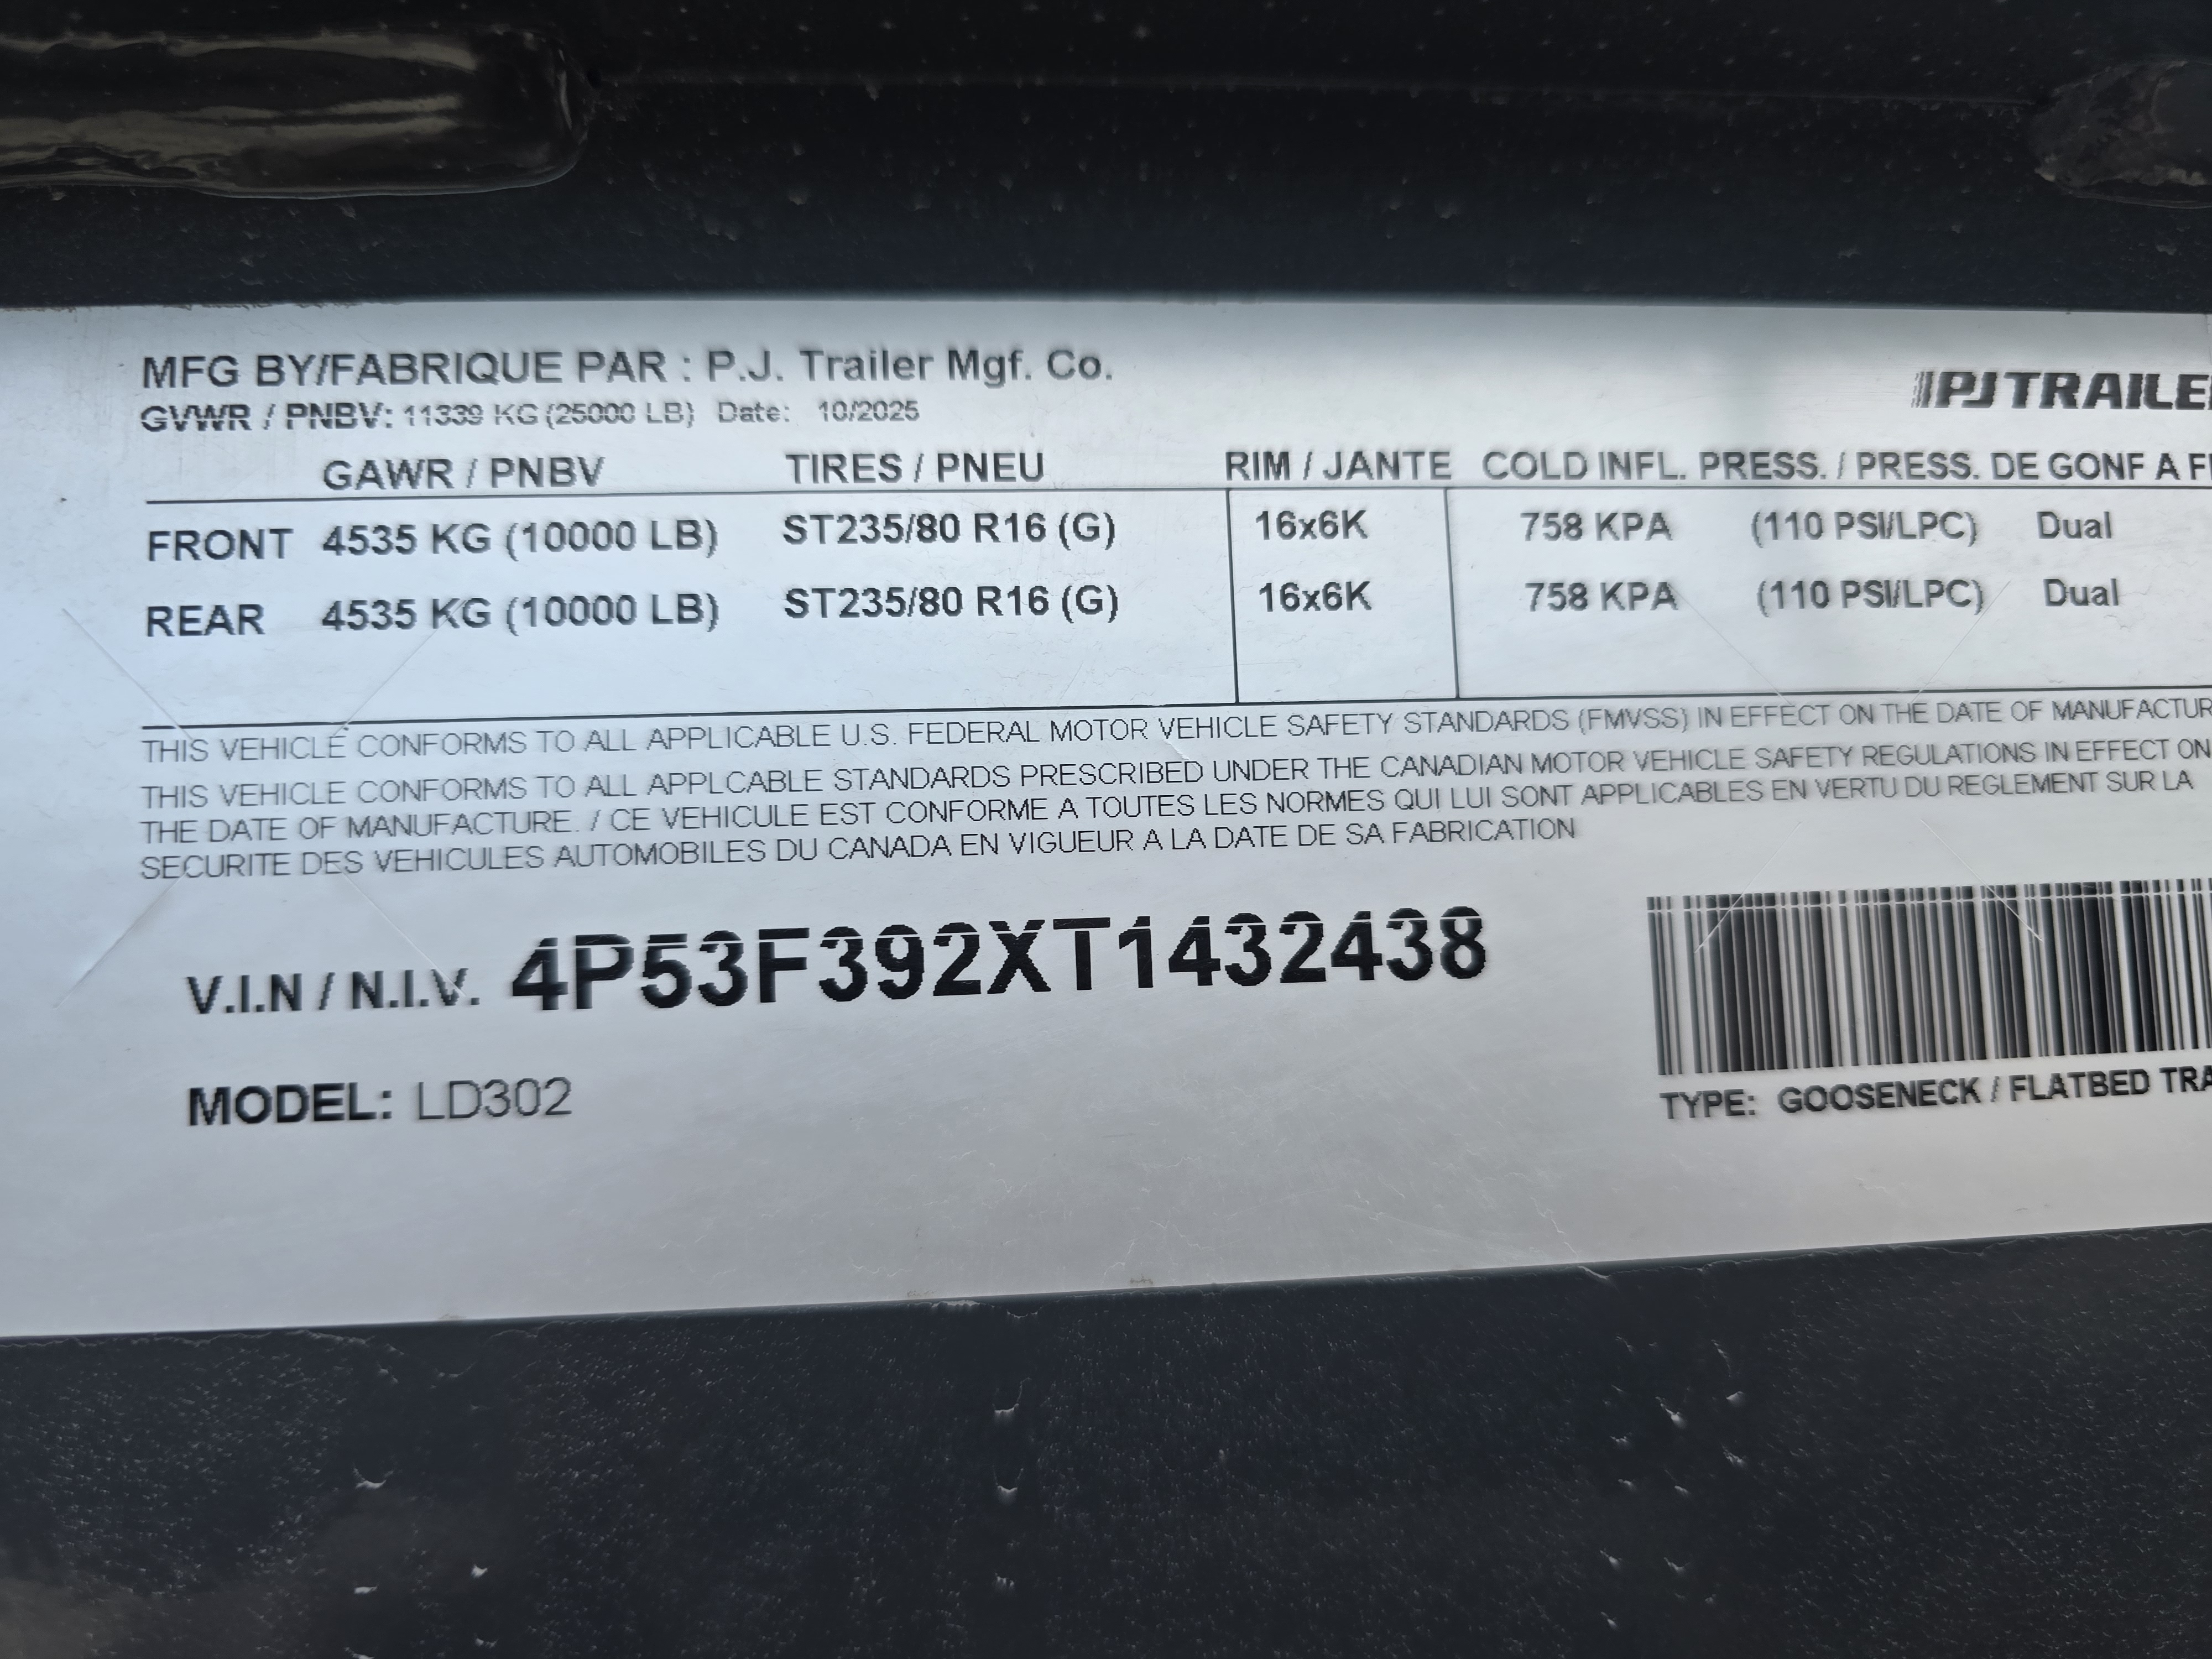 MFG BY/FABRIQUE PAR : P.J. Trailer Mgf. Co.
PJ TRAILE
GVWR / PNBV: 11339 KG (25000 LB) Date: 10/2025
GAWR / PNBV TIRES / PNEU RIM / JANTE COLD INFL. PRESS. / PRESS. DE GONF A F
FRONT 4535 KG (10000 LB) ST235/80 R16 (G) 16x6K 758 KPA (110 PSI/LPC) Dual
REAR 4535 KG (10000 LB) ST235/80 R16 (G) 16x6K 758 KPA (110 PSI/LPC) Dual
THIS VEHICLE CONFORMS TO ALL APPLICABLE U.S. FEDERAL MOTOR VEHICLE SAFETY STANDARDS (FMVSS) IN EFFECT ON THE DATE OF MANUFACTUR
THIS VEHICLE CONFORMS TO ALL APPLCABLE STANDARDS PRESCRIBED UNDER THE CANADIAN MOTOR VEHICLE SAFETY REGULATIONS IN EFFECT ON
THE DATE OF MANUFACTURE. / CE VEHICULE EST CONFORME A TOUTES LES NORMES QUI LUI SONT APPLICABLES EN VERTU DU REGLEMENT SUR LA
SECURITE DES VEHICULES AUTOMOBILES DU CANADA EN VIGUEUR A LA DATE DE SA FABRICATION
V.I.N / N.I.V. 4P53F392XT1432438
MODEL: LD302
TYPE: GOOSENECK / FLATBED TRA